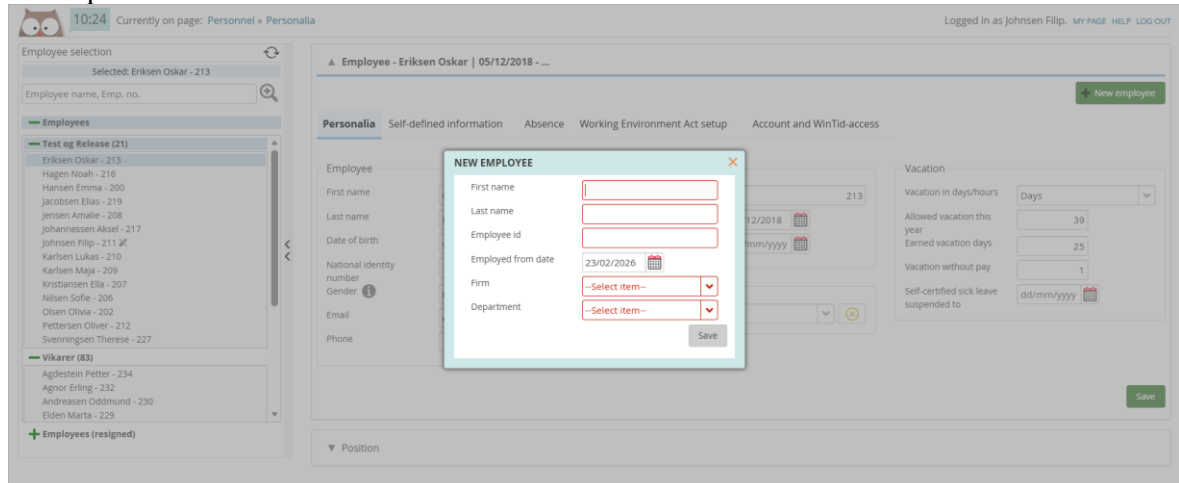 10:24 Currently on page: Personnel » Personalia
Logged in as Johnsen Filip. MY PAGE HELP LOG OUT
Employee selection
Selected: Eriksen Oskar - 213
Employee name, Emp. no.
Employees
Test og Release (21)
Eriksen Oskar - 213
Hagen Noah - 216
Hansen Emma - 200
Jacobsen Elias - 219
Jensen Amalie - 208
Johannessen Aksel - 217
Johnsen Filip - 211
Karlsen Lukas - 210
Karlsen Maja - 209
Kristiansen Ella - 207
Nilsen Sofie - 206
Olsen Olivia - 202
Pettersen Oliver - 212
Svenningsen Therese - 227
Vikarer (83)
Agdestein Petter - 234
Agnor Erling - 232
Andreasen Oddmund - 230
Elden Marta - 229
Employees (resigned)
▲ Employee - Eriksen Oskar | 05/12/2018 - ...
+ New employee
Personalia Self-defined information Absence Working Environment Act setup Account and WinTid-access
Employee
First name
Last name
Date of birth
National identity
number
Gender
Email
Phone
213
12/2018
mm/yyyy
NEW EMPLOYEE
First name
Last name
Employee id
Employed from date 23/02/2026
Firm --Select item--
Department --Select item--
Save
Vacation
Vacation in days/hours Days
Allowed vacation this
year 39
Earned vacation days 25
Vacation without pay 1
Self-certified sick leave
suspended to dd/mm/yyyy
Save
▼ Position